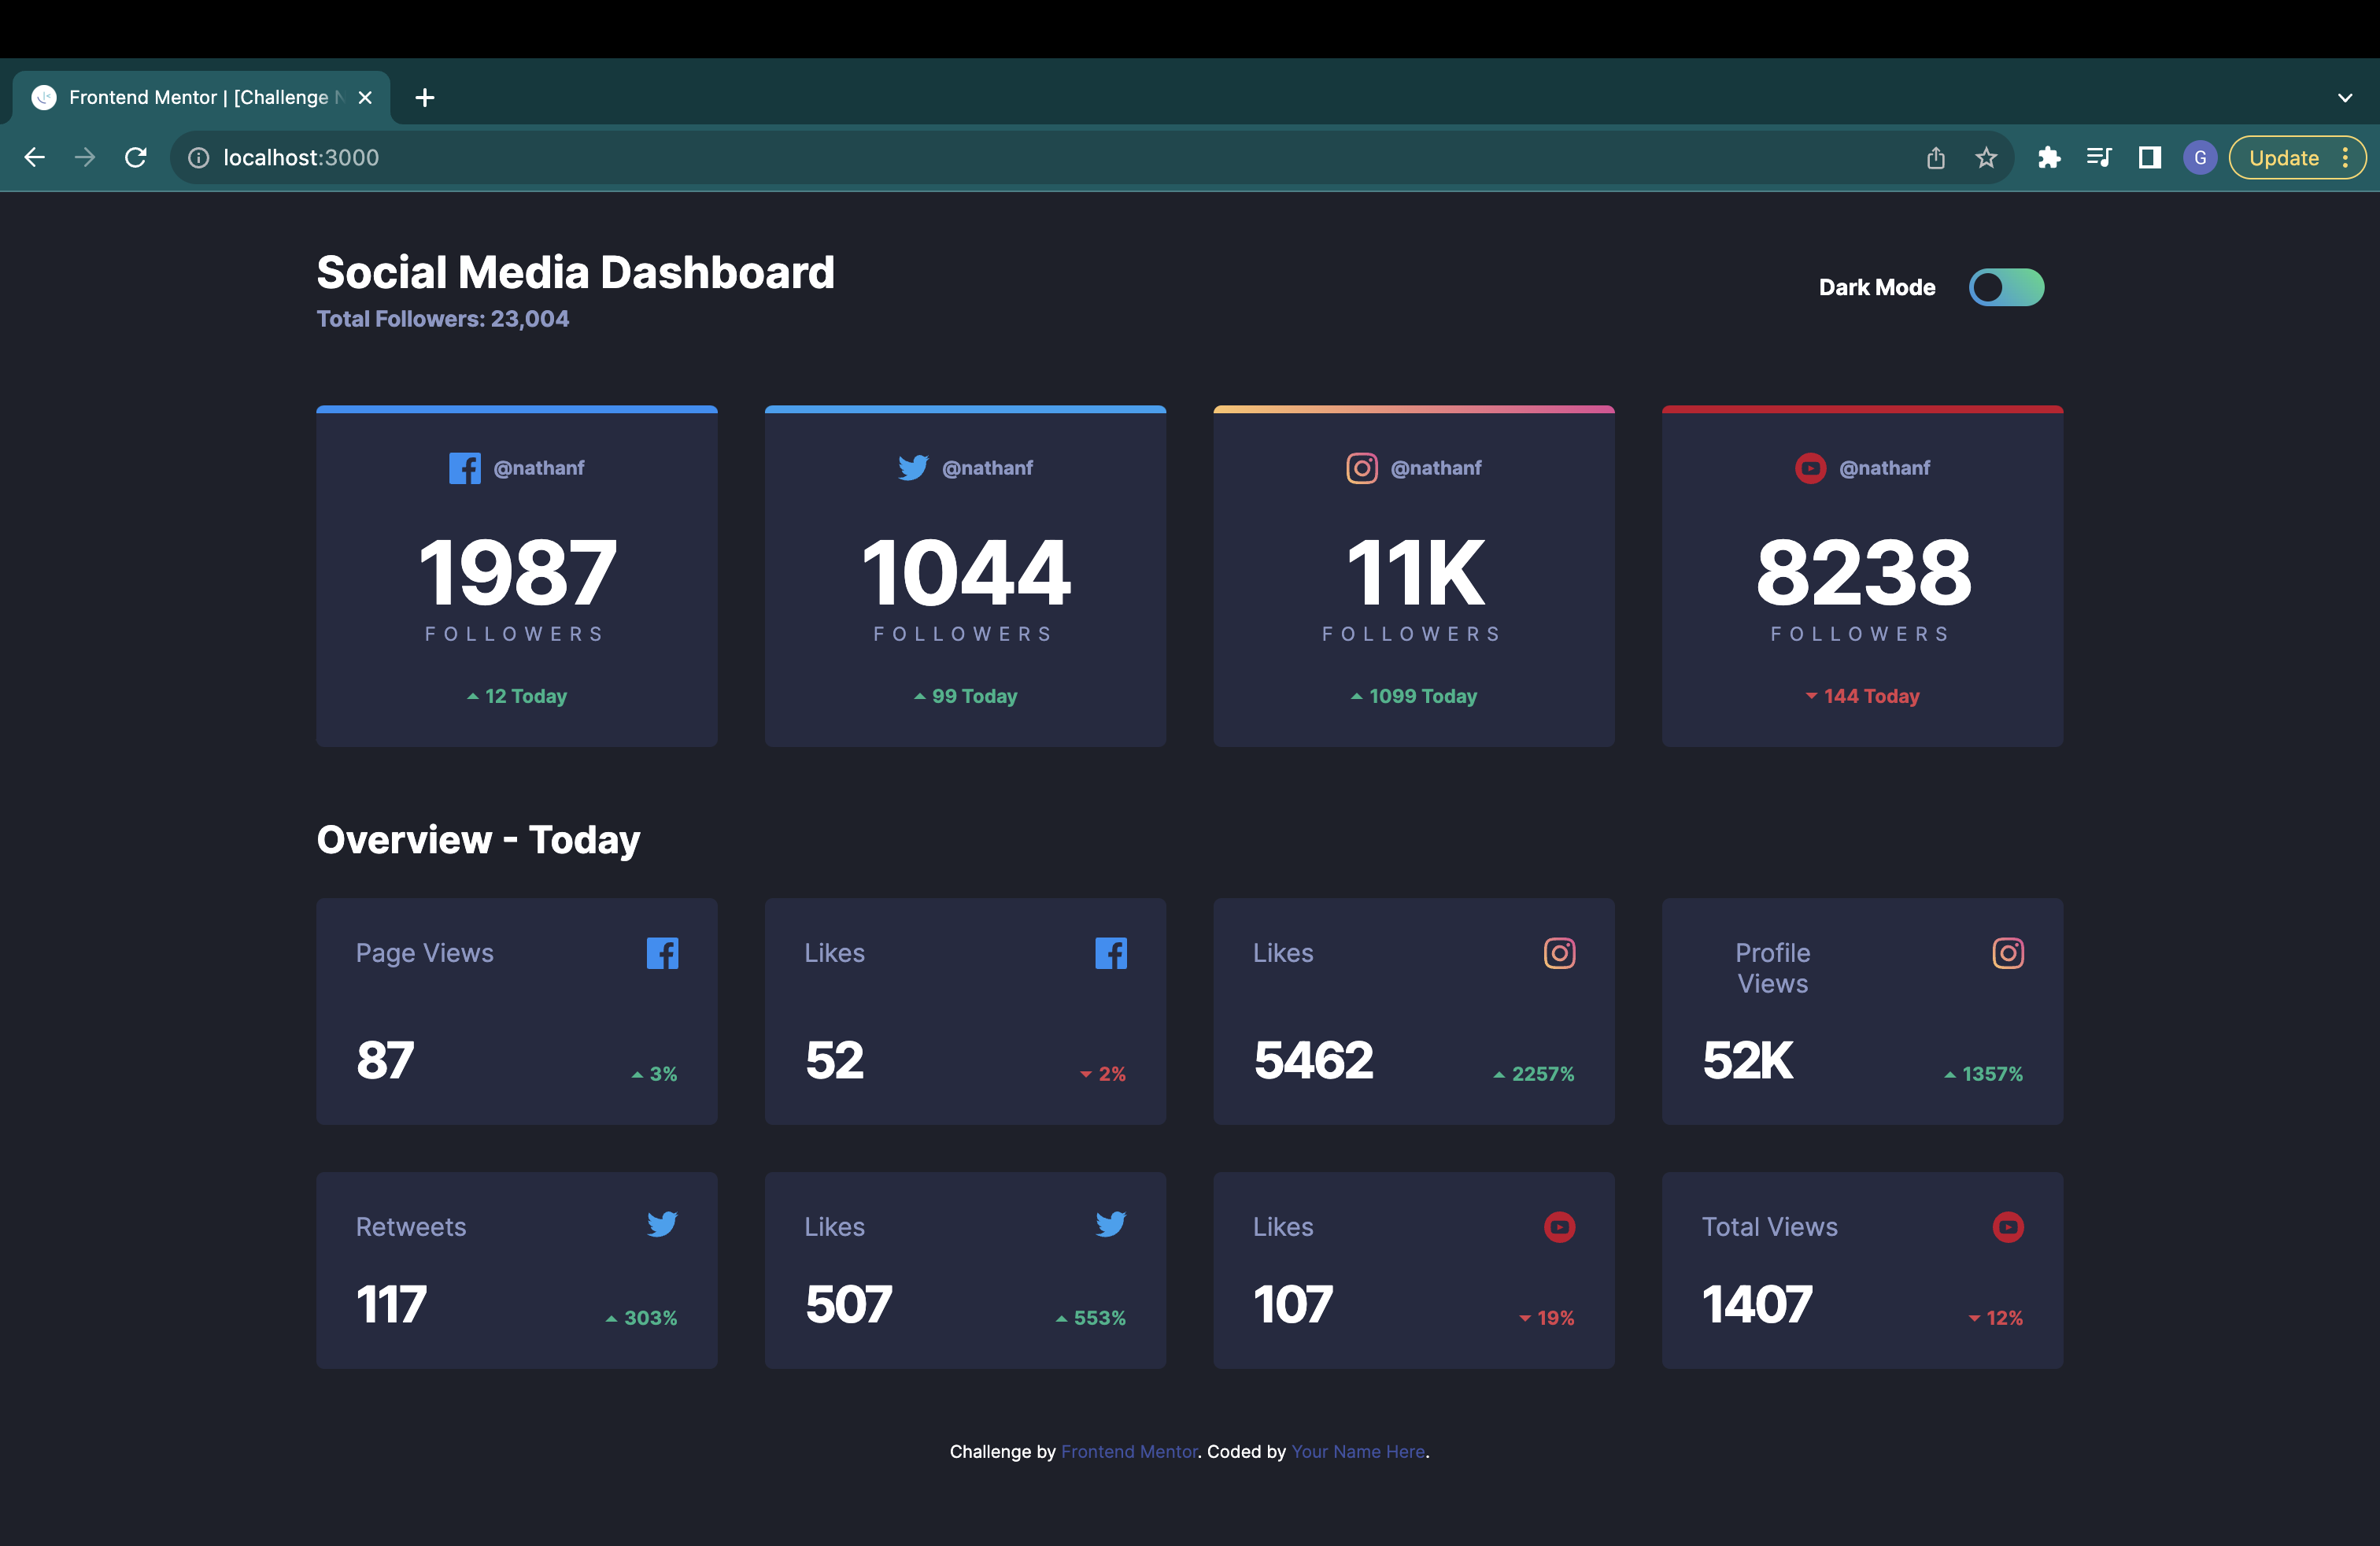 Frontend Mentor | [Challenge N
localhost:3000
G
Update
Social Media Dashboard
Total Followers: 23,004
Dark Mode
@nathanf
1987
FOLLOWERS
12 Today
@nathanf
1044
FOLLOWERS
99 Today
@nathanf
11K
FOLLOWERS
1099 Today
@nathanf
8238
FOLLOWERS
144 Today
Overview - Today
Page Views
87
3%
Likes
52
2%
Likes
5462
2257%
Profile
Views
52K
1357%
Retweets
117
303%
Likes
507
553%
Likes
107
19%
Total Views
1407
12%
Challenge by Frontend Mentor. Coded by Your Name Here.